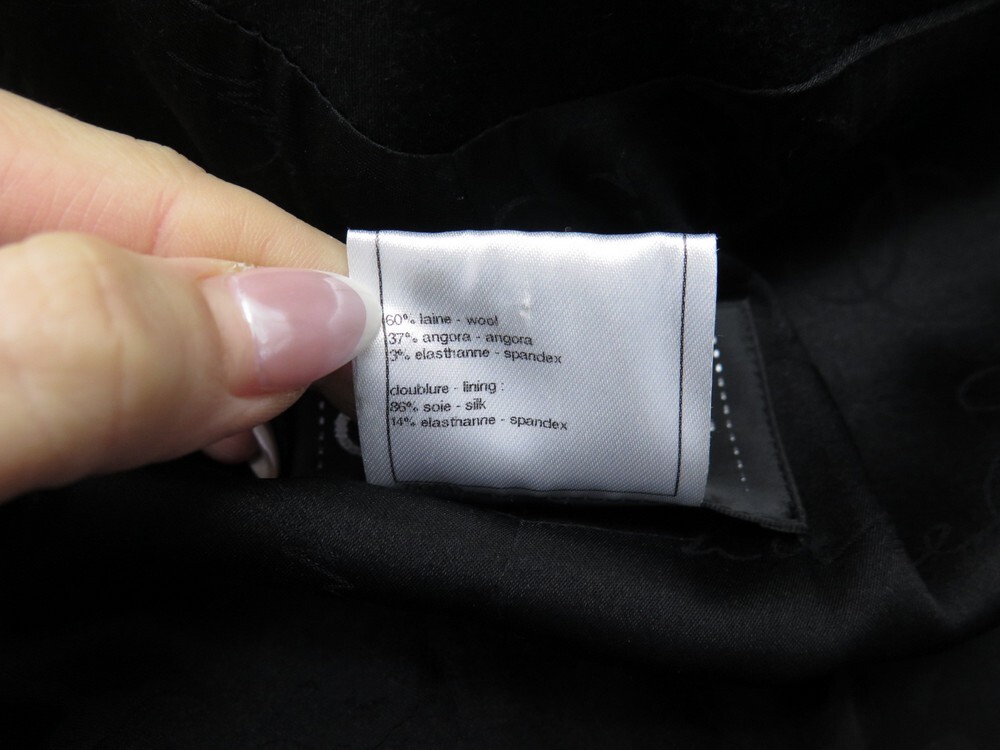 60% laine - wool
37% angora - angora
3% elasthanne - spandex
doublure - lining :
86% soie - silk
14% elasthanne - spandex